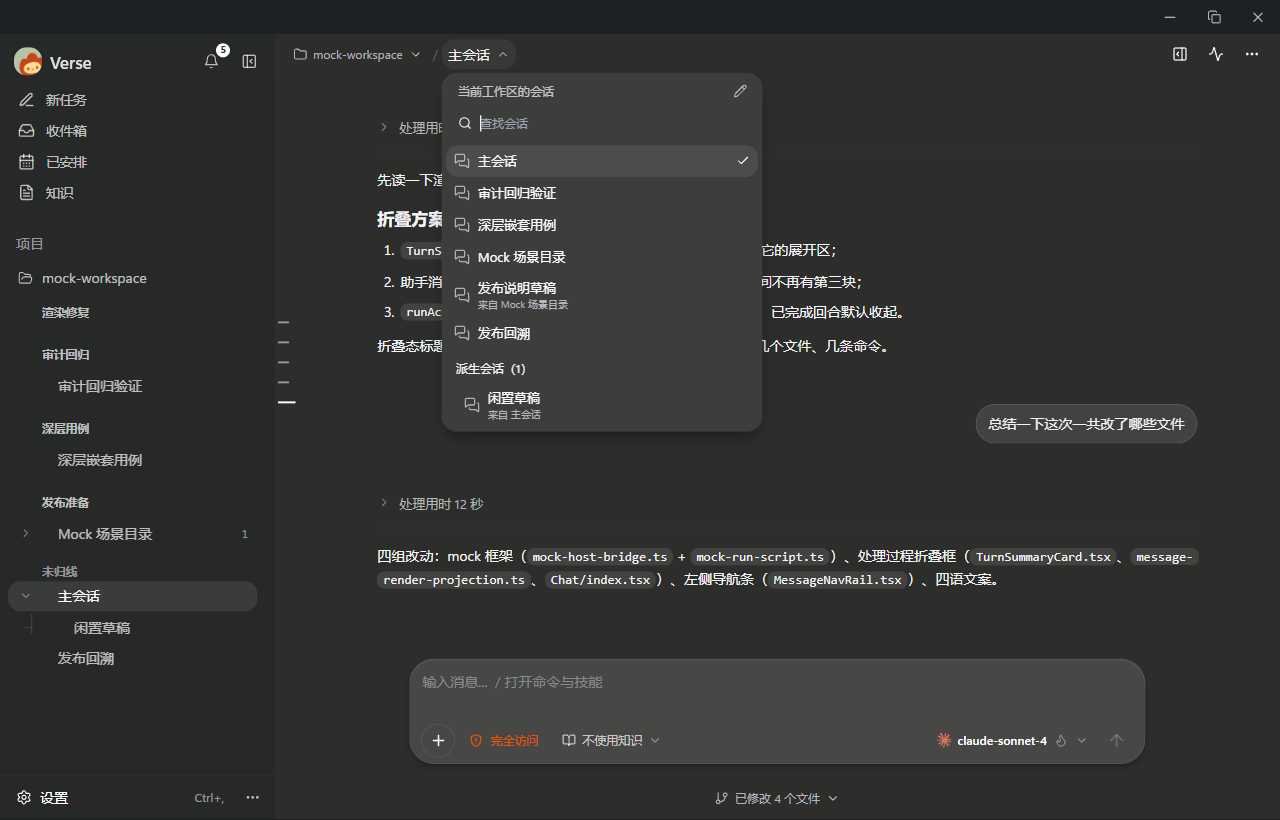 Verse
5
新任务
收件箱
已安排
知识
项目
mock-workspace
渲染修复
审计回归
审计回归验证
深层用例
深层嵌套用例
发布准备
Mock 场景目录
1
未归线
主会话
闲置草稿
发布回溯
设置
Ctrl+,
mock-workspace / 主会话
当前工作区的会话
查找会话
主会话
审计回归验证
深层嵌套用例
Mock 场景目录
发布说明草稿
来自 Mock 场景目录
发布回溯
派生会话 (1)
闲置草稿
来自 主会话
处理用时
先读一下渲
折叠方案
1. TurnS 它的展开区；
2. 助手消 间不再有第三块；
3. runAc 已完成回合默认收起。
折叠态标题 几个文件、几条命令。
总结一下这次一共改了哪些文件
处理用时 12 秒
四组改动：mock 框架（mock-host-bridge.ts + mock-run-script.ts）、处理过程折叠框（TurnSummaryCard.tsx、message-
render-projection.ts、Chat/index.tsx）、左侧导航条（MessageNavRail.tsx）、四语文案。
输入消息... / 打开命令与技能
完全访问
不使用知识
claude-sonnet-4
已修改 4 个文件